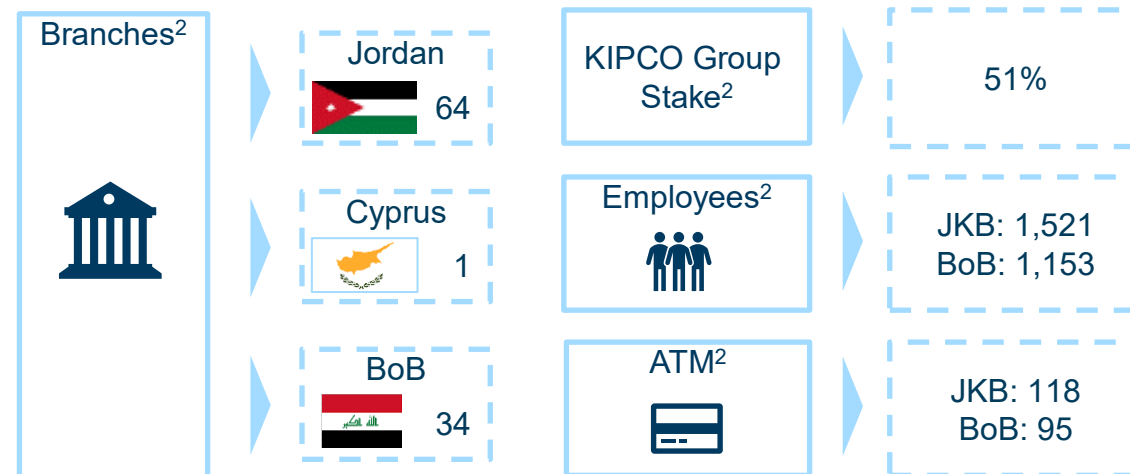 Branches²
Jordan
64
Cyprus
1
BoB
34
KIPCO Group
Stake²
51%
Employees²
JKB: 1,521
BoB: 1,153
ATM²
JKB: 118
BoB: 95